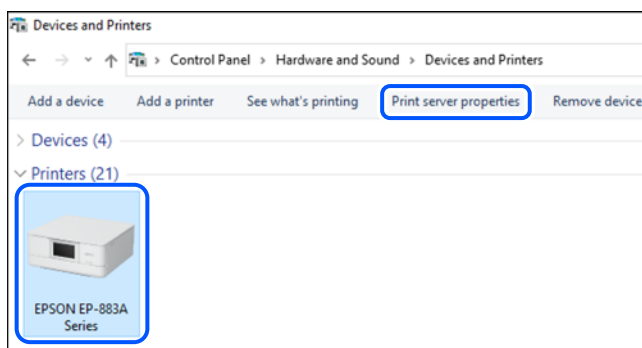 Devices and Printers
Control Panel > Hardware and Sound > Devices and Printers
Add a device Add a printer See what's printing Print server properties Remove device
Devices (4)
Printers (21)
EPSON EP-883A
Series